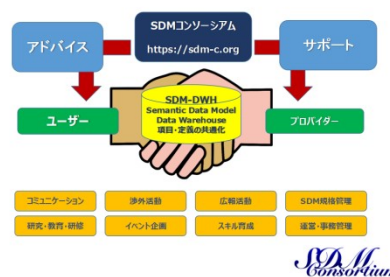 SDMコンソーシアム
https://sdm-c.org
アドバイス
サポート
SDM-DWH
Semantic Data Model
Data Warehouse
項目・定義の共通化
ユーザー
プロバイダー
コミュニケーション
渉外活動
広報活動
SDM規格管理
研究・教育・研修
イベント企画
スキル育成
運営・事務管理
SDM
Consortium